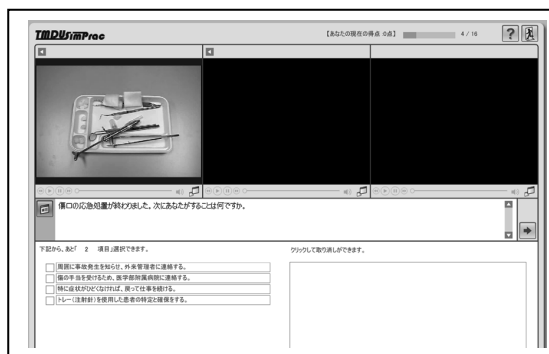 TMDUSimPrac
【あなたの現在の得点 :0点】
4 / 16
?
傷口の応急処置が終わりました。次にあなたがすることは何ですか。
下記から、あと「 2 項目」選択できます。
クリックして取り消しができます。
周囲に事故発生を知らせ、外来管理者に連絡する。
傷の手当を受けるため、医学部附属病院に連絡する。
特に症状がひどくなければ、戻って仕事を続ける。
トレー（注射針）を使用した患者の特定と確保をする。